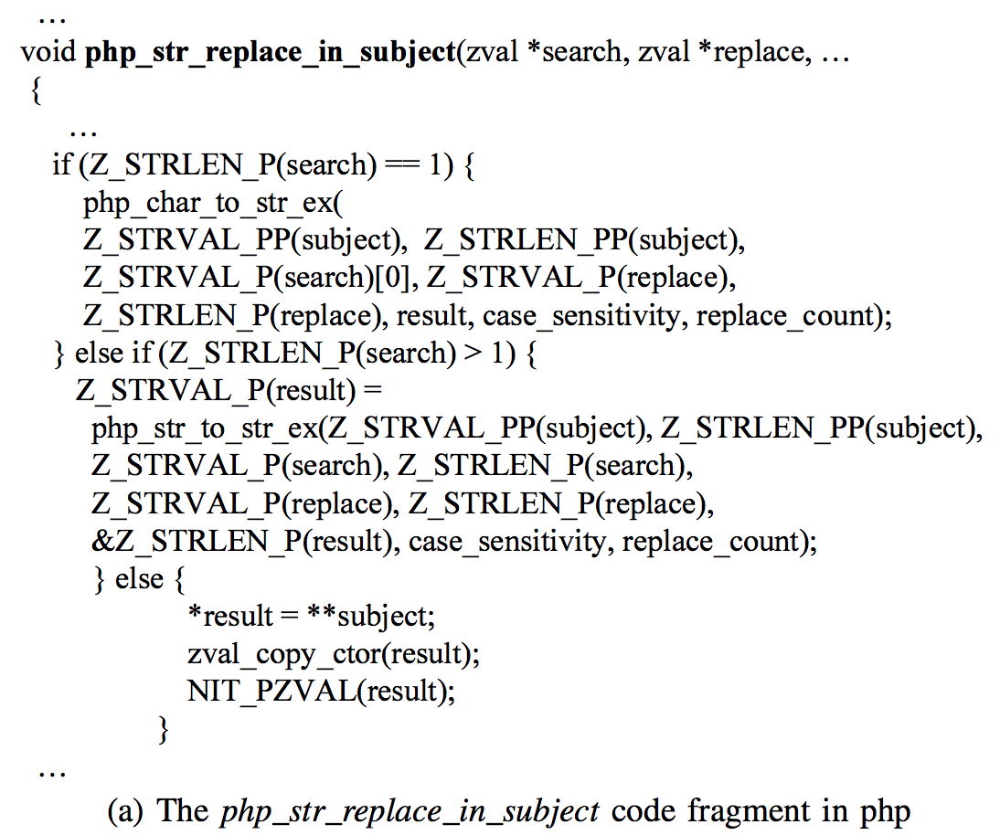 …
void php_str_replace_in_subject(zval *search, zval *replace, …
{
…
if (Z_STRLEN_P(search) == 1) {
php_char_to_str_ex(
Z_STRVAL_PP(subject), Z_STRLEN_PP(subject),
Z_STRVAL_P(search)[0], Z_STRVAL_P(replace),
Z_STRLEN_P(replace), result, case_sensitivity, replace_count);
} else if (Z_STRLEN_P(search) > 1) {
Z_STRVAL_P(result) =
php_str_to_str_ex(Z_STRVAL_PP(subject), Z_STRLEN_PP(subject),
Z_STRVAL_P(search), Z_STRLEN_P(search),
Z_STRVAL_P(replace), Z_STRLEN_P(replace),
&Z_STRLEN_P(result), case_sensitivity, replace_count);
} else {
*result = **subject;
zval_copy_ctor(result);
NIT_PZVAL(result);
}
…
(a) The php_str_replace_in_subject code fragment in php